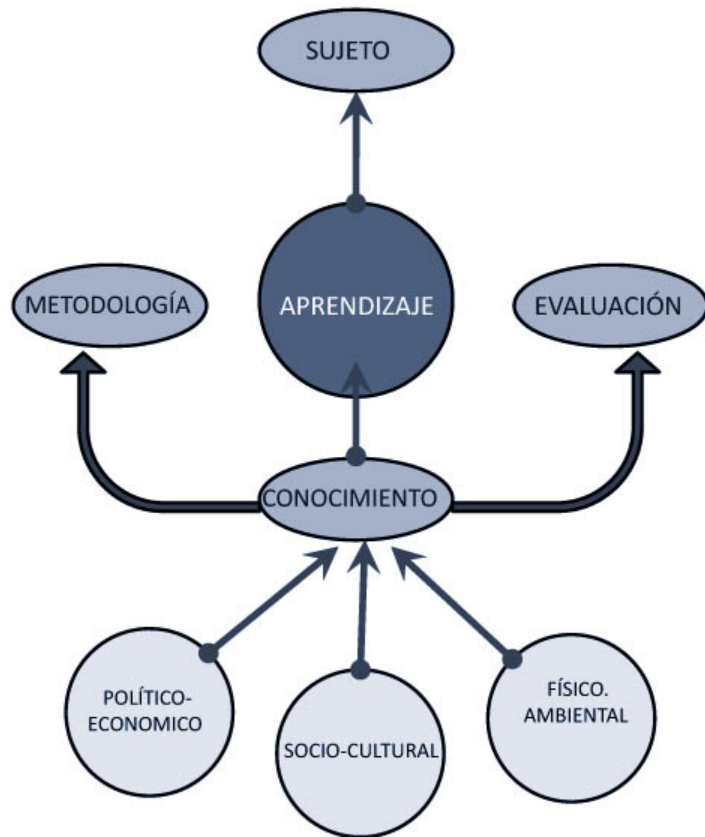 SUJETO
METODOLOGÍA
APRENDIZAJE
EVALUACIÓN
CONOCIMIENTO
POLÍTICO-
ECONOMICO
SOCIO-CULTURAL
FÍSICO.
AMBIENTAL